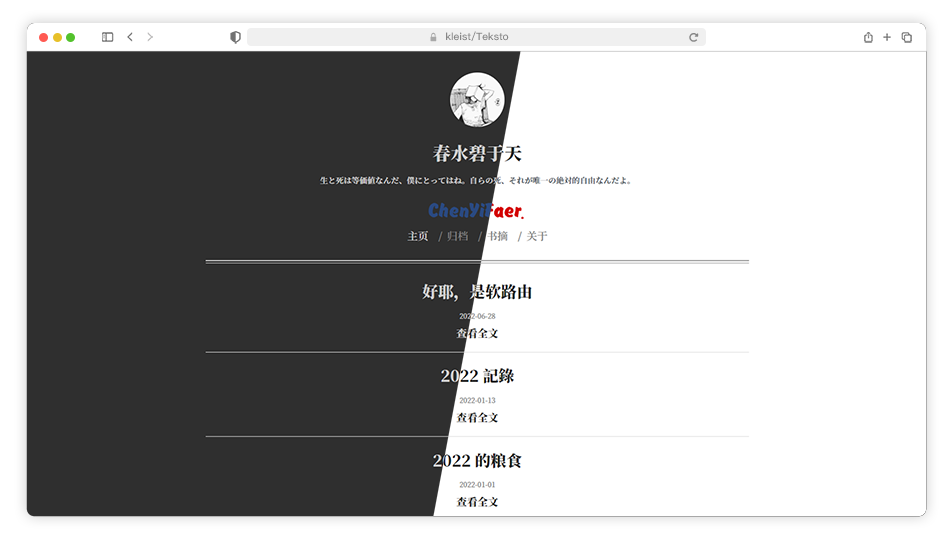 kleist/Teksto
春水碧于天
生と死は等価値なんだ、僕にとってはね。自らの死、それが唯一の絶対的自由なんだよ。
ChenYiFaer.
主页 / 归档 / 书摘 / 关于
好耶，是软路由
2022-06-28
查看全文
2022 記錄
2022-01-13
查看全文
2022 的粮食
2022-01-01
查看全文